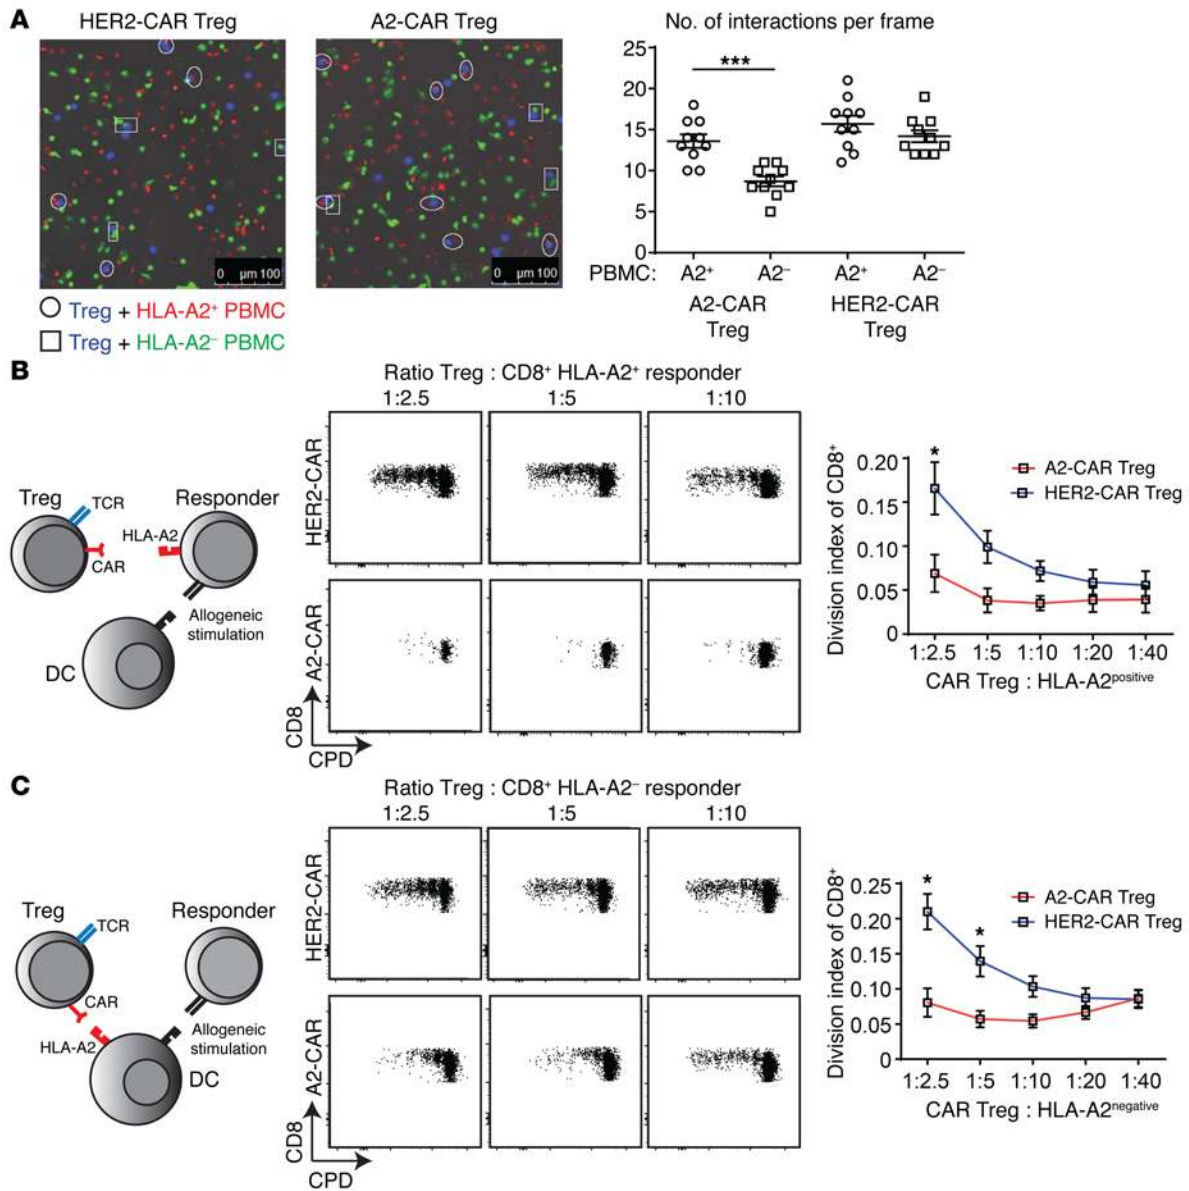 A
HER2-CAR Treg
A2-CAR Treg
No. of interactions per frame
0 µm 100
0 µm 100
25
20
15
10
5
0
***
PBMC: A2⁺ A2⁻ A2⁺ A2⁻
A2-CAR Treg
HER2-CAR Treg
Treg + HLA-A2⁺ PBMC
Treg + HLA-A2⁻ PBMC
B
Ratio Treg : CD8⁺ HLA-A2⁺ responder
1:2.5 1:5 1:10
Treg
TCR
Responder
HLA-A2
CAR
Allogeneic
stimulation
DC
HER2-CAR
A2-CAR
CD8
CPD
Division index of CD8⁺
0.20
0.15
0.10
0.05
0
*
A2-CAR Treg
HER2-CAR Treg
1:2.5 1:5 1:10 1:20 1:40
CAR Treg : HLA-A2positive
C
Ratio Treg : CD8⁺ HLA-A2⁻ responder
1:2.5 1:5 1:10
Treg
TCR
Responder
CAR
HLA-A2
Allogeneic
stimulation
DC
HER2-CAR
A2-CAR
CD8
CPD
Division index of CD8⁺
0.25
0.20
0.15
0.10
0.05
0
*
*
A2-CAR Treg
HER2-CAR Treg
1:2.5 1:5 1:10 1:20 1:40
CAR Treg : HLA-A2negative